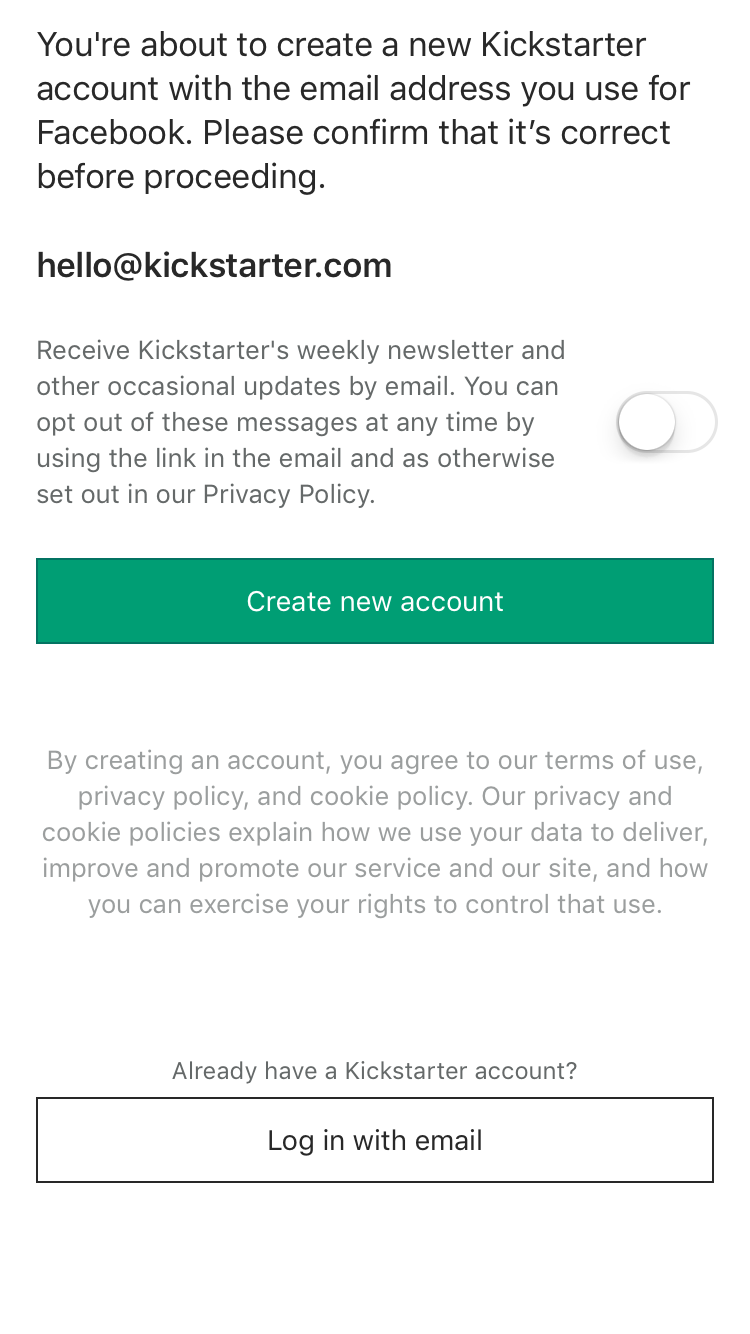 You're about to create a new Kickstarter
account with the email address you use for
Facebook. Please confirm that it’s correct
before proceeding.
hello@kickstarter.com
Receive Kickstarter's weekly newsletter and
other occasional updates by email. You can
opt out of these messages at any time by
using the link in the email and as otherwise
set out in our Privacy Policy.
Create new account
By creating an account, you agree to our terms of use,
privacy policy, and cookie policy. Our privacy and
cookie policies explain how we use your data to deliver,
improve and promote our service and our site, and how
you can exercise your rights to control that use.
Already have a Kickstarter account?
Log in with email